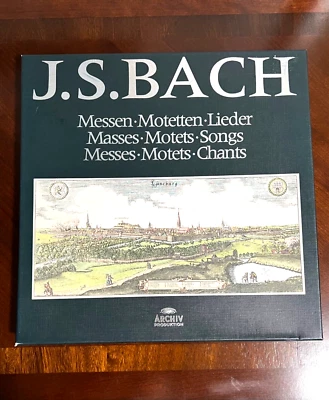 J.S.BACH
Messen·Motetten·Lieder
Masses·Motets·Songs
Messes·Motets·Chants
ARCHIV
PRODUKTION